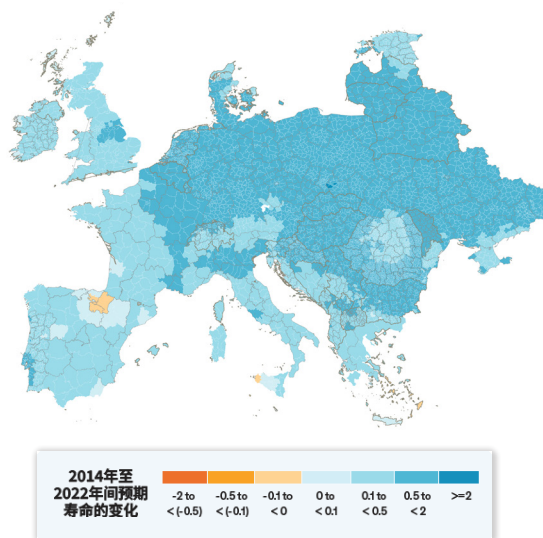 2014年至
2022年间预期
寿命的变化
-2 to -0.5 to -0.1 to 0 to 0.1 to 0.5 to >=2
< (-0.5) < (-0.1) < 0 < 0.1 < 0.5 < 2